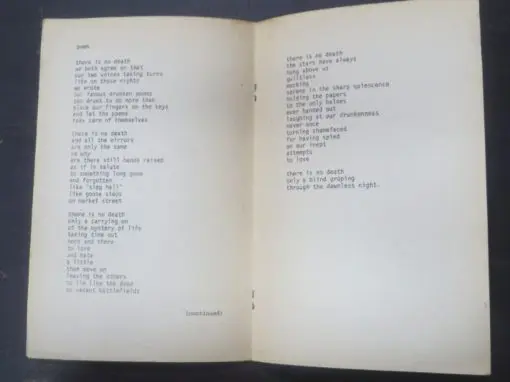 poem
there is no death
we both agree on that
our two voices taking turns
like on those nights
we wrote
our famous drunken poems
too drunk to do more than
place our fingers on the keys
and let the poems
take care of themselves
there is no death
and all the mirrors
are only the same
so why
are there still hands raised
as if in salute
to something long gone
and forgotten
like "sieg heil"
like goose steps
on market street
there is no death
only a carrying on
of the mystery of life
taking time out
here and there
to love
and hate
a little
then move on
leaving the others
to lie like the dead
on vacant battlefields
(continued)
there is no death
the stars have always
hung above us
guiltless
mocking
serene in the sharp opalescence
holding the papers
to the only haloes
ever handed out
laughing at our drunkenness
never once
turning shamefaced
for having spied
on our inept
attempts
to love
there is no death
only a blind groping
through the dawnless night.